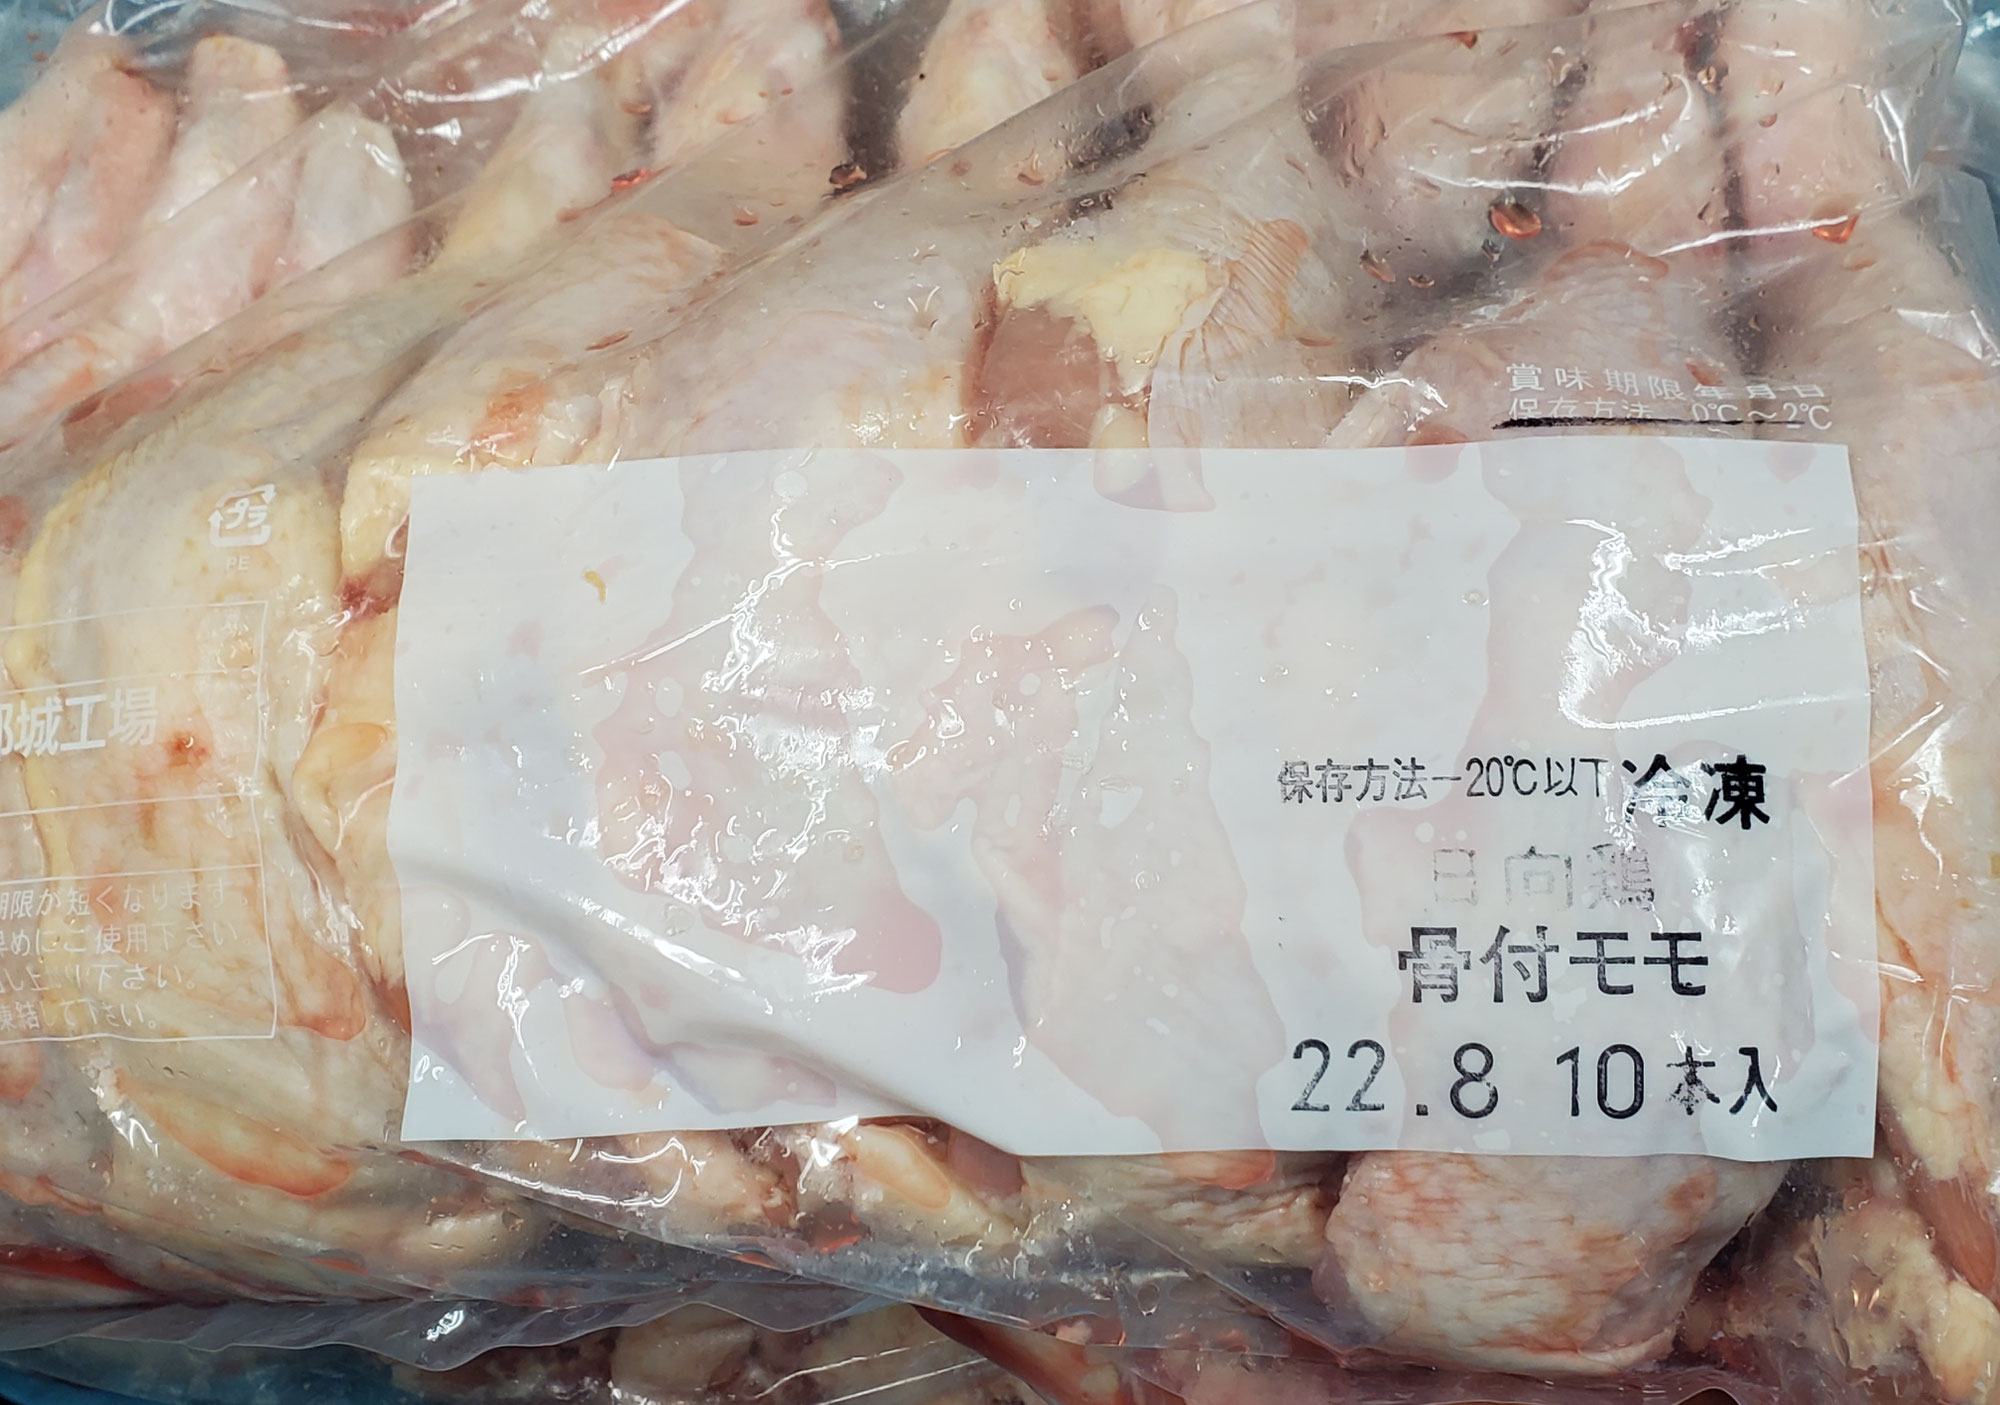 賞味期限年月日
保存方法 0℃〜2℃
プラ
PE
城工場
期限が短くなります。
早めにご使用下さい。
し上り下さい。
凍結して下さい。
保存方法-20℃以下 冷凍
日向鶏
骨付モモ
22.8 10本入